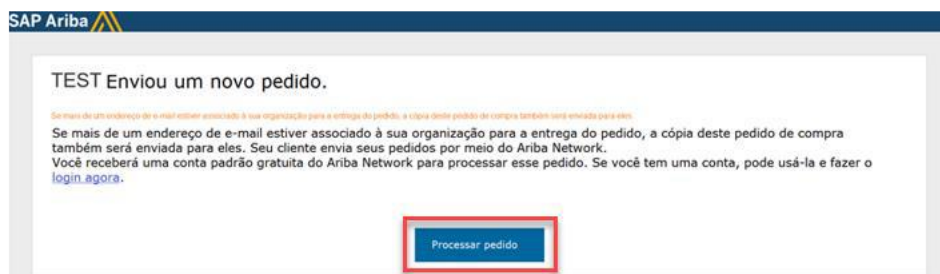 SAP Ariba
TEST Enviou um novo pedido.
Se mais de um endereço de e-mail estiver associado à sua organização para a entrega do pedido, a cópia deste pedido de compra também será enviada para eles.
Se mais de um endereço de e-mail estiver associado à sua organização para a entrega do pedido, a cópia deste pedido de compra
também será enviada para eles. Seu cliente envia seus pedidos por meio do Ariba Network.
Você receberá uma conta padrão gratuita do Ariba Network para processar esse pedido. Se você tem uma conta, pode usá-la e fazer o
login agora.
Processar pedido